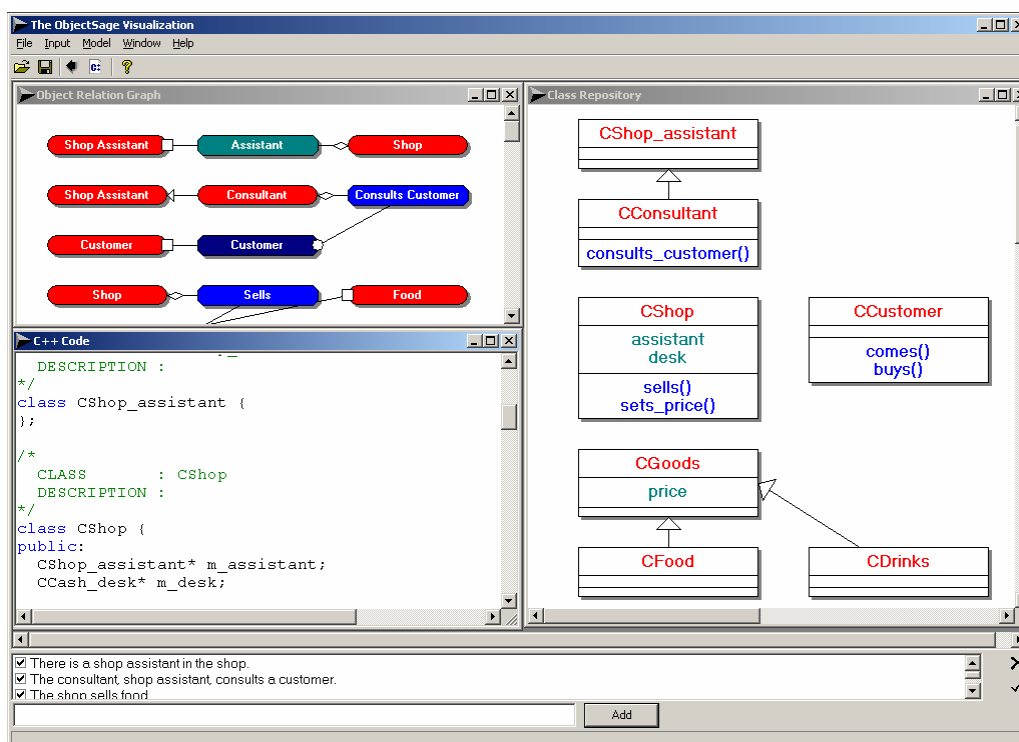 The ObjectSage Visualization
File Input Model Window Help
Object Relation Graph
Shop Assistant Assistant Shop
Shop Assistant Consultant Consults Customer
Customer Customer
Shop Sells Food
C++ Code
DESCRIPTION :
*/
class CShop_assistant {
};
/*
CLASS : CShop
DESCRIPTION :
*/
class CShop {
public:
CShop_assistant* m_assistant;
CCash_desk* m_desk;
Class Repository
CShop_assistant
CConsultant
consults_customer()
CShop
assistant
desk
sells()
sets_price()
CCustomer
comes()
buys()
CGoods
price
CFood
CDrinks
There is a shop assistant in the shop.
The consultant, shop assistant, consults a customer.
The shop sells food
Add